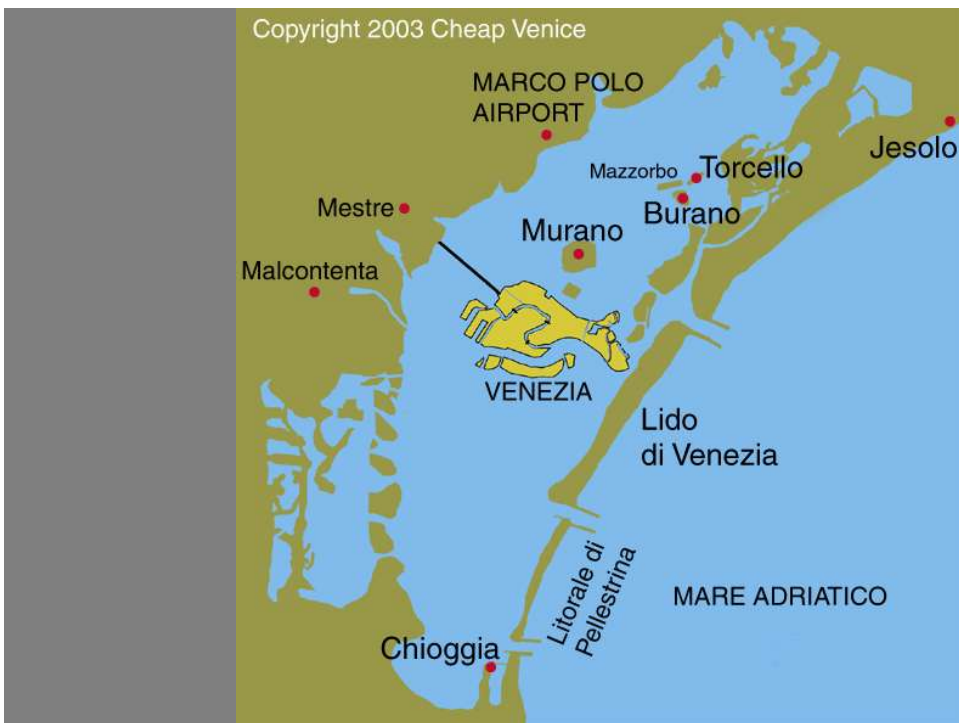 Copyright 2003 Cheap Venice
MARCO POLO
AIRPORT
Jesolo
Mazzorbo
Torcello
Burano
Mestre
Murano
Malcontenta
VENEZIA
Lido
di Venezia
Litorale di
Pellestrina
MARE ADRIATICO
Chioggia